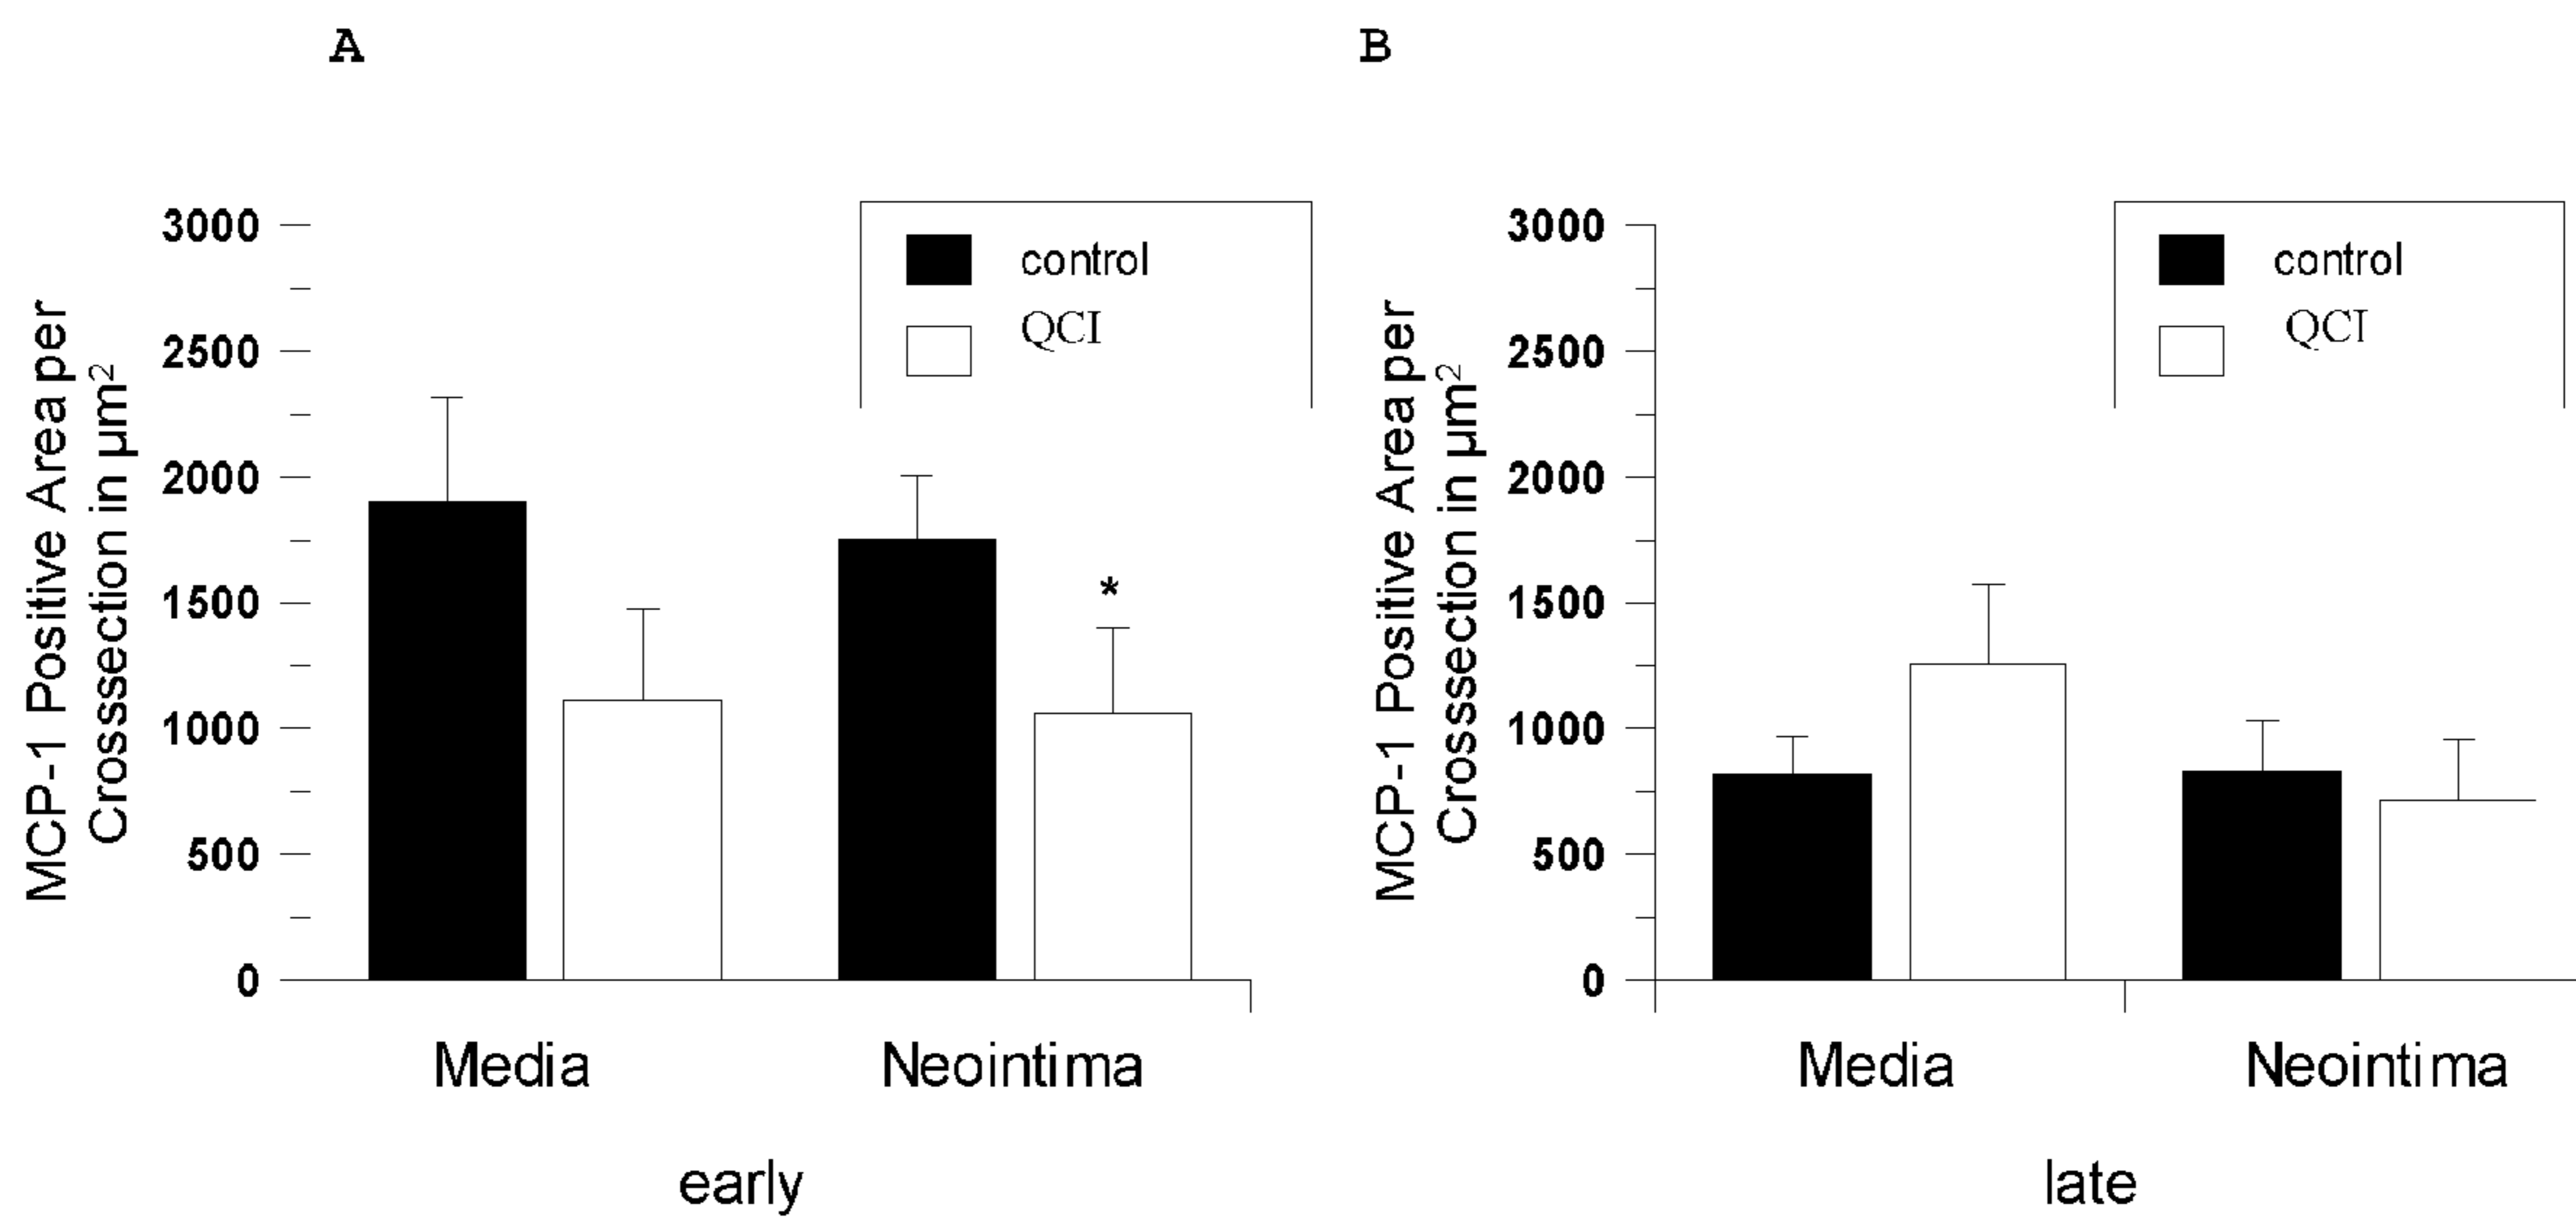 A
MCP-1 Positive Area per
Crosssection in µm²
3000
2500
2000
1500
1000
500
0
control
QCI
*
Media
Neointima
early
B
MCP-1 Positive Area per
Crosssection in µm²
3000
2500
2000
1500
1000
500
0
control
QCI
Media
Neointima
late